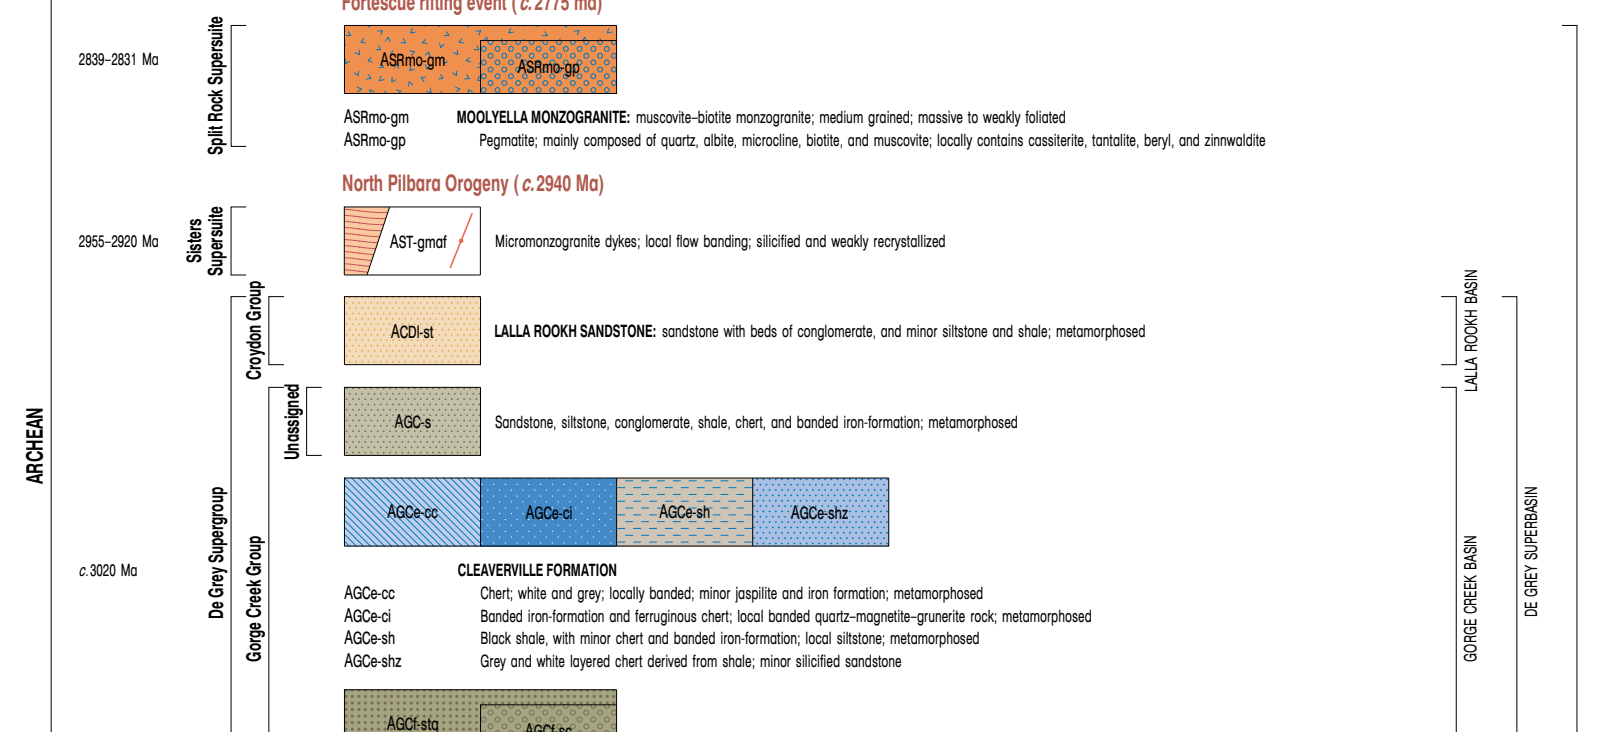 Fortescue rifting event (c.2775 ma)
2839–2831 Ma
Split Rock Supersuite
ASRmo-gm
ASRmo-gp
ASRmo-gm MOOLYELLA MONZOGRANITE: muscovite–biotite monzogranite; medium grained; massive to weakly foliated
ASRmo-gp Pegmatite; mainly composed of quartz, albite, microcline, biotite, and muscovite; locally contains cassiterite, tantalite, beryl, and zinnwaldite
North Pilbara Orogeny (c.2940 Ma)
2955–2920 Ma
Sisters
Supersuite
AST-gmaf
Micromonzogranite dykes; local flow banding; silicified and weakly recrystallized
Croydon Group
ACDl-st
LALLA ROOKH SANDSTONE: sandstone with beds of conglomerate, and minor siltstone and shale; metamorphosed
LALLA ROOKH BASIN
Unassigned
AGC-s
Sandstone, siltstone, conglomerate, shale, chert, and banded iron-formation; metamorphosed
ARCHEAN
De Grey Supergroup
Gorge Creek Group
AGCe-cc
AGCe-ci
AGCe-sh
AGCe-shz
c.3020 Ma
CLEAVERVILLE FORMATION
AGCe-cc Chert; white and grey; locally banded; minor jaspilite and iron formation; metamorphosed
AGCe-ci Banded iron-formation and ferruginous chert; local banded quartz–magnetite–grunerite rock; metamorphosed
AGCe-sh Black shale, with minor chert and banded iron-formation; local siltstone; metamorphosed
AGCe-shz Grey and white layered chert derived from shale; minor silicified sandstone
GORGE CREEK BASIN
DE GREY SUPERBASIN
AGCf-stq
AGCf-sc